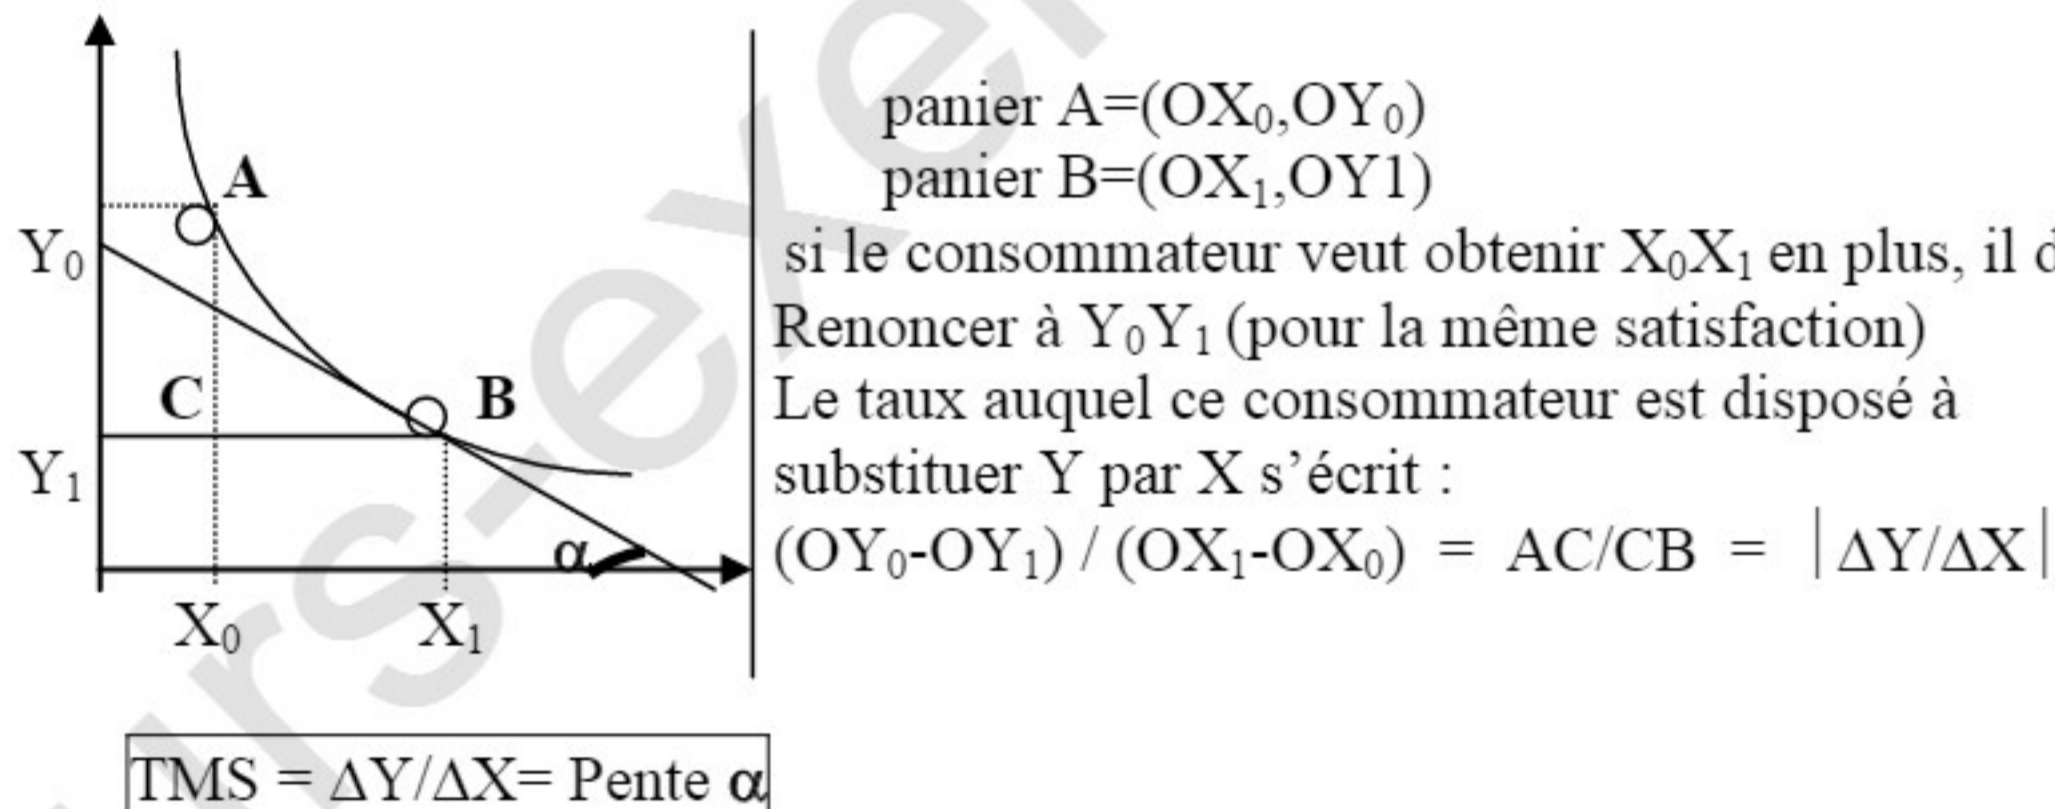 A
Y₀
C
B
Y₁
α
X₀
X₁
panier A=(OX₀,OY₀)
panier B=(OX₁,OY1)
si le consommateur veut obtenir X₀X₁ en plus, il d
Renoncer à Y₀Y₁ (pour la même satisfaction)
Le taux auquel ce consommateur est disposé à
substituer Y par X s’écrit :
(OY₀-OY₁) / (OX₁-OX₀) = AC/CB = |ΔY/ΔX|
TMS = ΔY/ΔX= Pente α